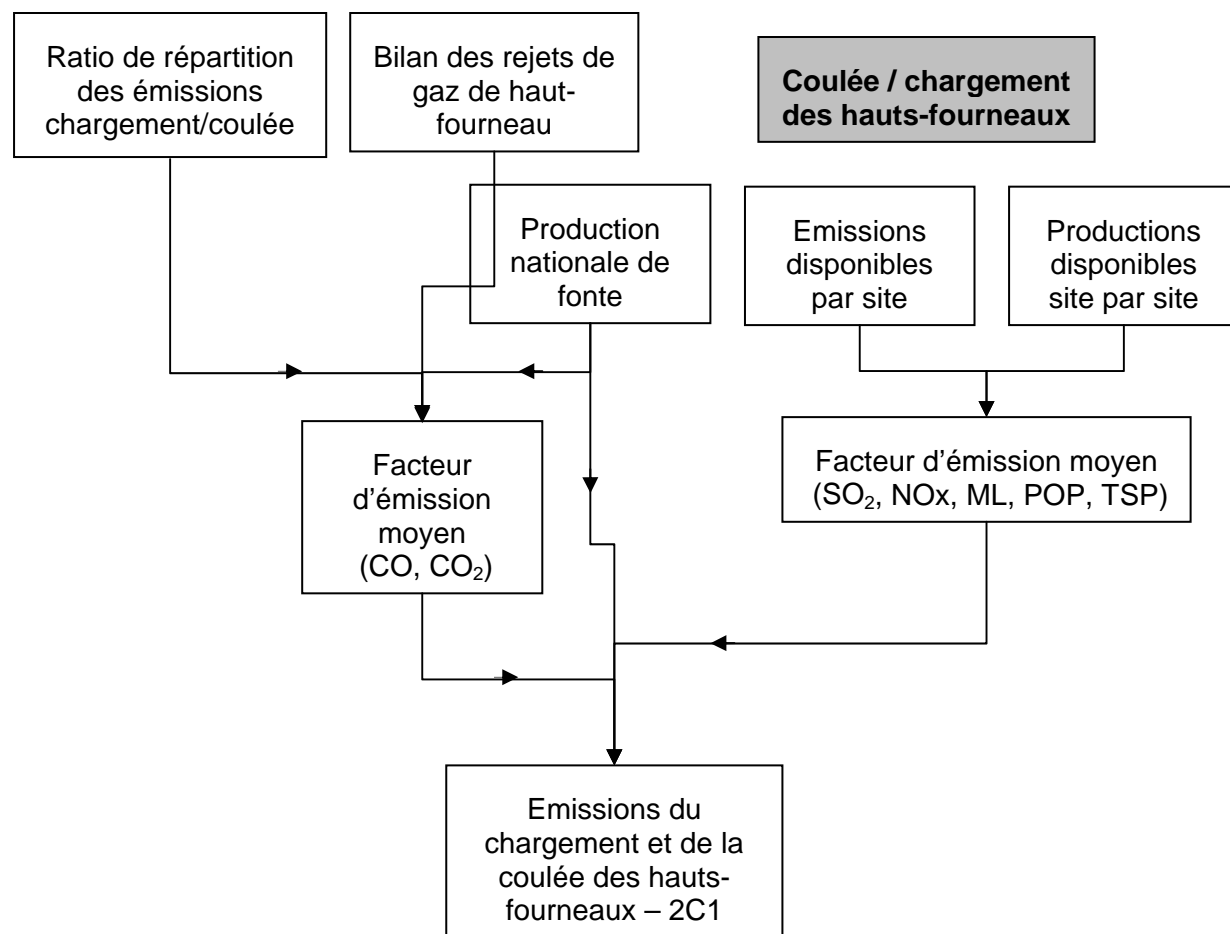 Ratio de répartition
des émissions
chargement/coulée
Bilan des rejets de
gaz de haut-
fourneau
Coulée / chargement
des hauts-fourneaux
Production
nationale de
fonte
Emissions
disponibles
par site
Productions
disponibles
site par site
Facteur
d’émission
moyen
(CO, CO₂)
Facteur d’émission moyen
(SO₂, NOx, ML, POP, TSP)
Emissions du
chargement et de la
coulée des hauts-
fourneaux – 2C1